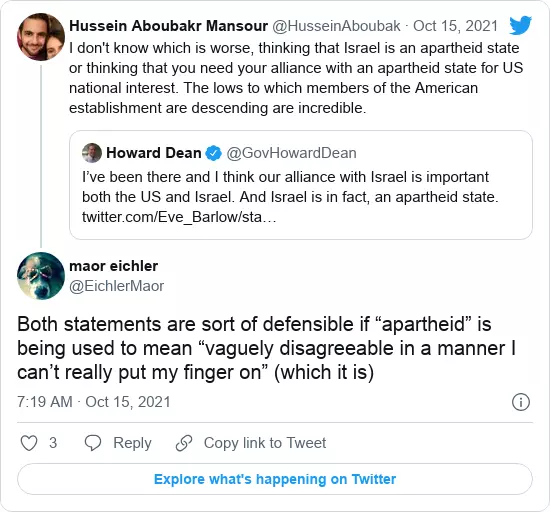 Hussein Aboubakr Mansour @HusseinAboubak · Oct 15, 2021
I don't know which is worse, thinking that Israel is an apartheid state
or thinking that you need your alliance with an apartheid state for US
national interest. The lows to which members of the American
establishment are descending are incredible.
Howard Dean @GovHowardDean
I’ve been there and I think our alliance with Israel is important
both the US and Israel. And Israel is in fact, an apartheid state.
twitter.com/Eve_Barlow/sta…
maor eichler
@EichlerMaor
Both statements are sort of defensible if “apartheid” is
being used to mean “vaguely disagreeable in a manner I
can’t really put my finger on” (which it is)
7:19 AM · Oct 15, 2021
3 Reply Copy link to Tweet
Explore what's happening on Twitter